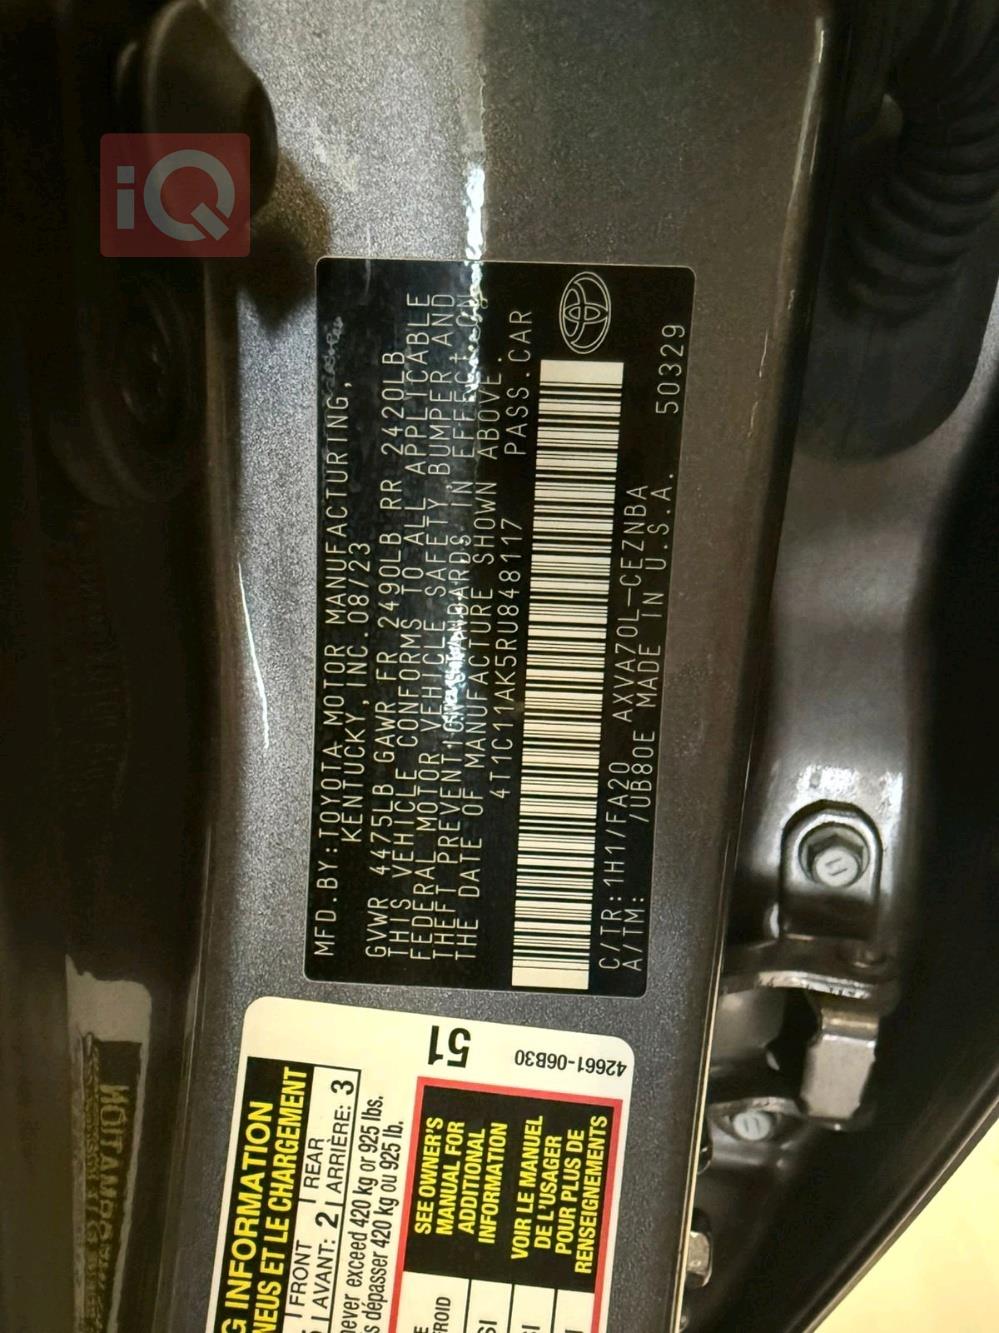 iQ
MFD.BY:TOYOTA MOTOR MANUFACTURING,
KENTUCKY,INC.08/23
GVWR 4475LB GAWR FR 2490LB RR 2420LB
THIS VEHICLE CONFORMS TO ALL APPLICABLE
FEDERAL MOTOR VEHICLE SAFETY BUMPER, AND
THEFT PREVENTION STANDARDS IN EFFECT ON
THE DATE OF MANUFACTURE SHOWN ABOVE.
4T1C11AK5RU848117 PASS.CAR
C/TR:1H1/FA20 AXVA70L-CEZNBA
A/TM: /UB80E MADE IN U.S.A. 50329
51
42661-06B30
G INFORMATION
NEUS ET LE CHARGEMENT
FRONT REAR
AVANT: 2 ARRIÈRE: 3
never exceed 420 kg or 925 lbs.
s dépasser 420 kg ou 925 lb.
SEE OWNER'S
MANUAL FOR
ADDITIONAL
INFORMATION
VOIR LE MANUEL
DE L'USAGER
POUR PLUS DE
RENSEIGNEMENTS